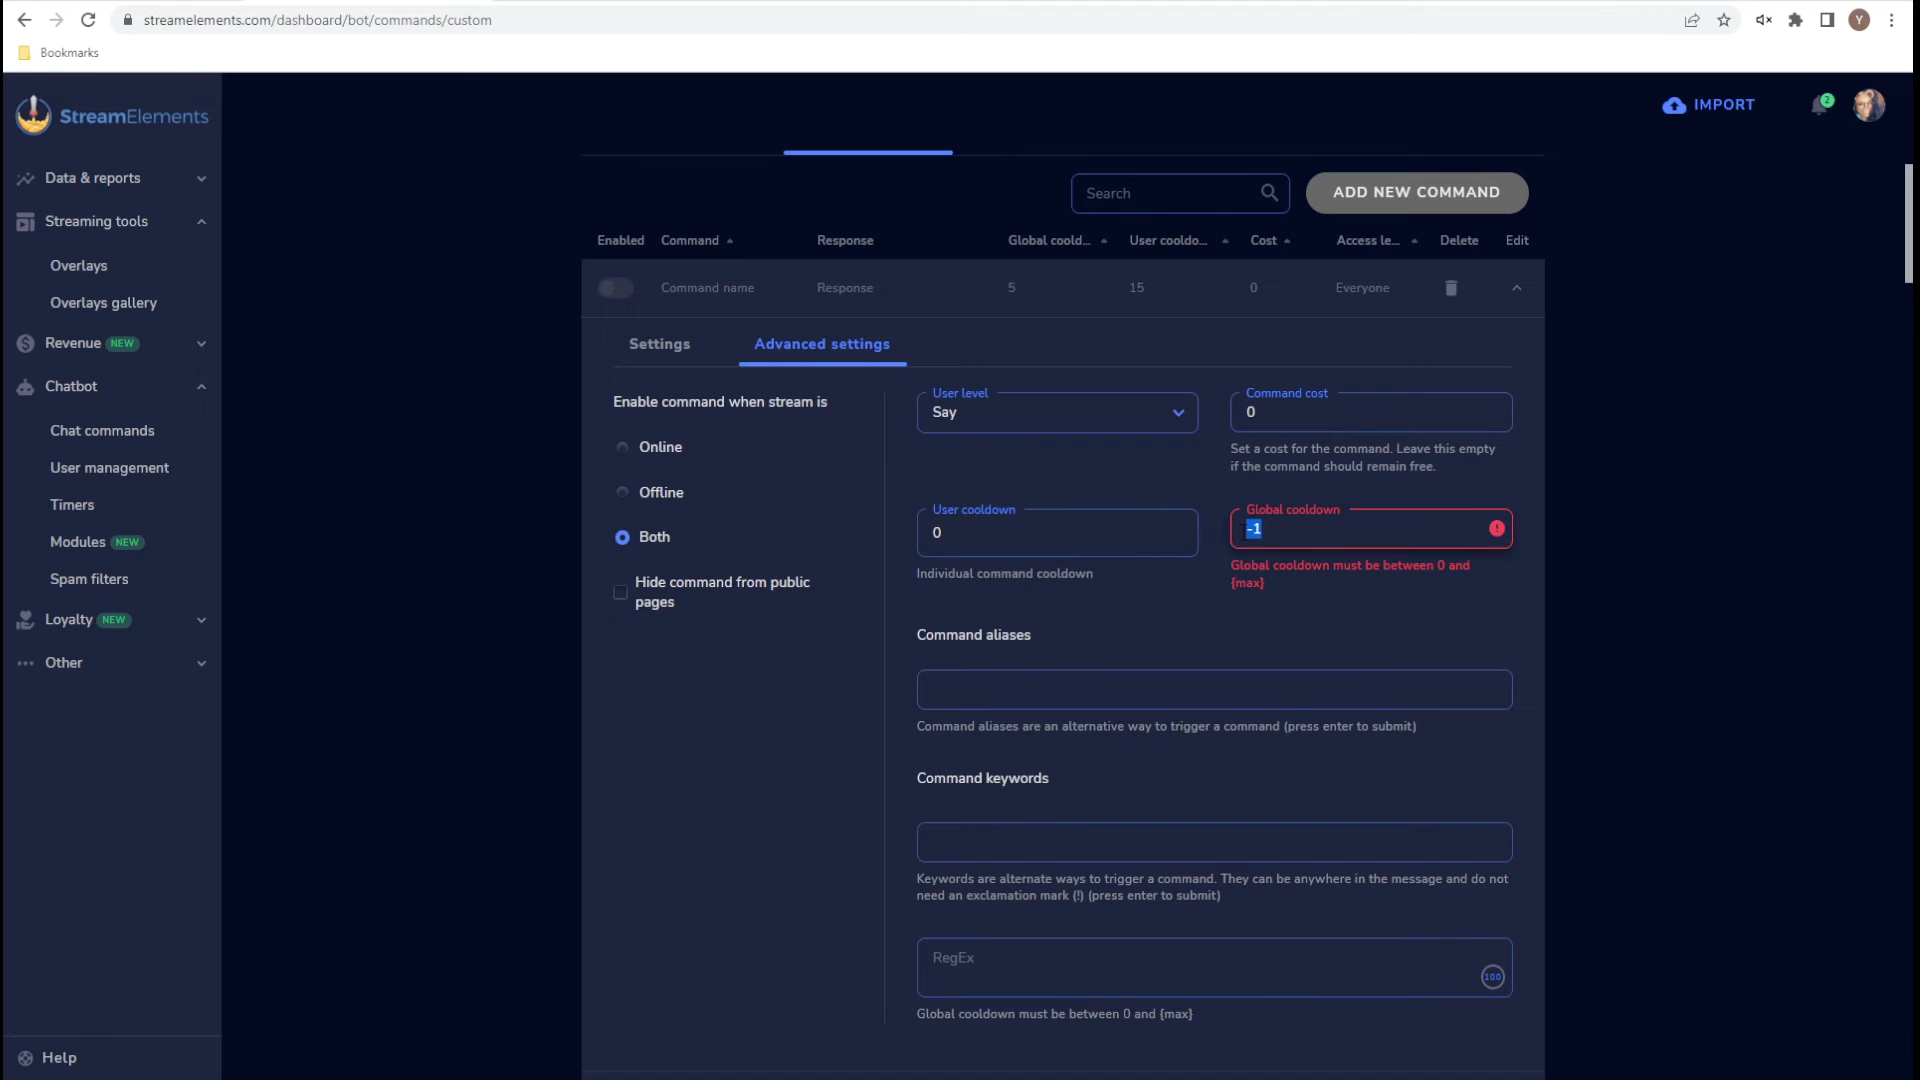 streamelements.com/dashboard/bot/commands/custom
Y
Bookmarks
StreamElements
IMPORT
2
Data & reports
Streaming tools
Overlays
Overlays gallery
Revenue NEW
Chatbot
Chat commands
User management
Timers
Modules NEW
Spam filters
Loyalty NEW
Other
Help
Search
ADD NEW COMMAND
Enabled Command Response Global coold... User cooldo... Cost Access le... Delete Edit
Command name Response 5 15 0 Everyone
Settings Advanced settings
Enable command when stream is
Online
Offline
Both
Hide command from public
pages
User level
Say
Command cost
0
Set a cost for the command. Leave this empty
if the command should remain free.
User cooldown
0
Individual command cooldown
Global cooldown
-1
Global cooldown must be between 0 and
{max}
Command aliases
Command aliases are an alternative way to trigger a command (press enter to submit)
Command keywords
Keywords are alternate ways to trigger a command. They can be anywhere in the message and do not
need an exclamation mark (!) (press enter to submit)
RegEx
100
Global cooldown must be between 0 and {max}